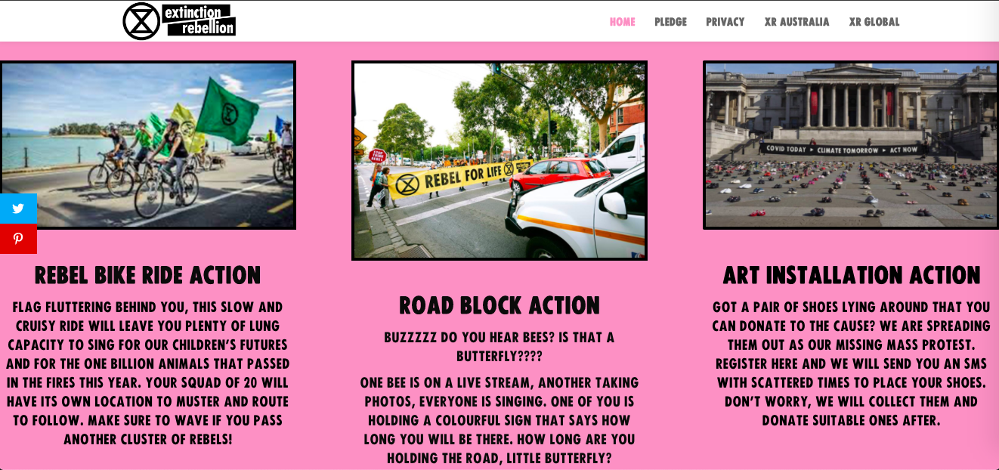 extinction
rebellion
HOME PLEDGE PRIVACY XR AUSTRALIA XR GLOBAL
STOP
THINK
REBEL
REBEL FOR LIFE
COVID TODAY ▸ CLIMATE TOMORROW ▸ ACT NOW
REBEL BIKE RIDE ACTION
FLAG FLUTTERING BEHIND YOU, THIS SLOW AND
CRUISY RIDE WILL LEAVE YOU PLENTY OF LUNG
CAPACITY TO SING FOR OUR CHILDREN'S FUTURES
AND FOR THE ONE BILLION ANIMALS THAT PASSED
IN THE FIRES THIS YEAR. YOUR SQUAD OF 20 WILL
HAVE ITS OWN LOCATION TO MUSTER AND ROUTE
TO FOLLOW. MAKE SURE TO WAVE IF YOU PASS
ANOTHER CLUSTER OF REBELS!
ROAD BLOCK ACTION
BUZZZZZ DO YOU HEAR BEES? IS THAT A
BUTTERFLY????
ONE BEE IS ON A LIVE STREAM, ANOTHER TAKING
PHOTOS, EVERYONE IS SINGING. ONE OF YOU IS
HOLDING A COLOURFUL SIGN THAT SAYS HOW
LONG YOU WILL BE THERE. HOW LONG ARE YOU
HOLDING THE ROAD, LITTLE BUTTERFLY?
ART INSTALLATION ACTION
GOT A PAIR OF SHOES LYING AROUND THAT YOU
CAN DONATE TO THE CAUSE? WE ARE SPREADING
THEM OUT AS OUR MISSING MASS PROTEST.
REGISTER HERE AND WE WILL SEND YOU AN SMS
WITH SCATTERED TIMES TO PLACE YOUR SHOES.
DON'T WORRY, WE WILL COLLECT THEM AND
DONATE SUITABLE ONES AFTER.